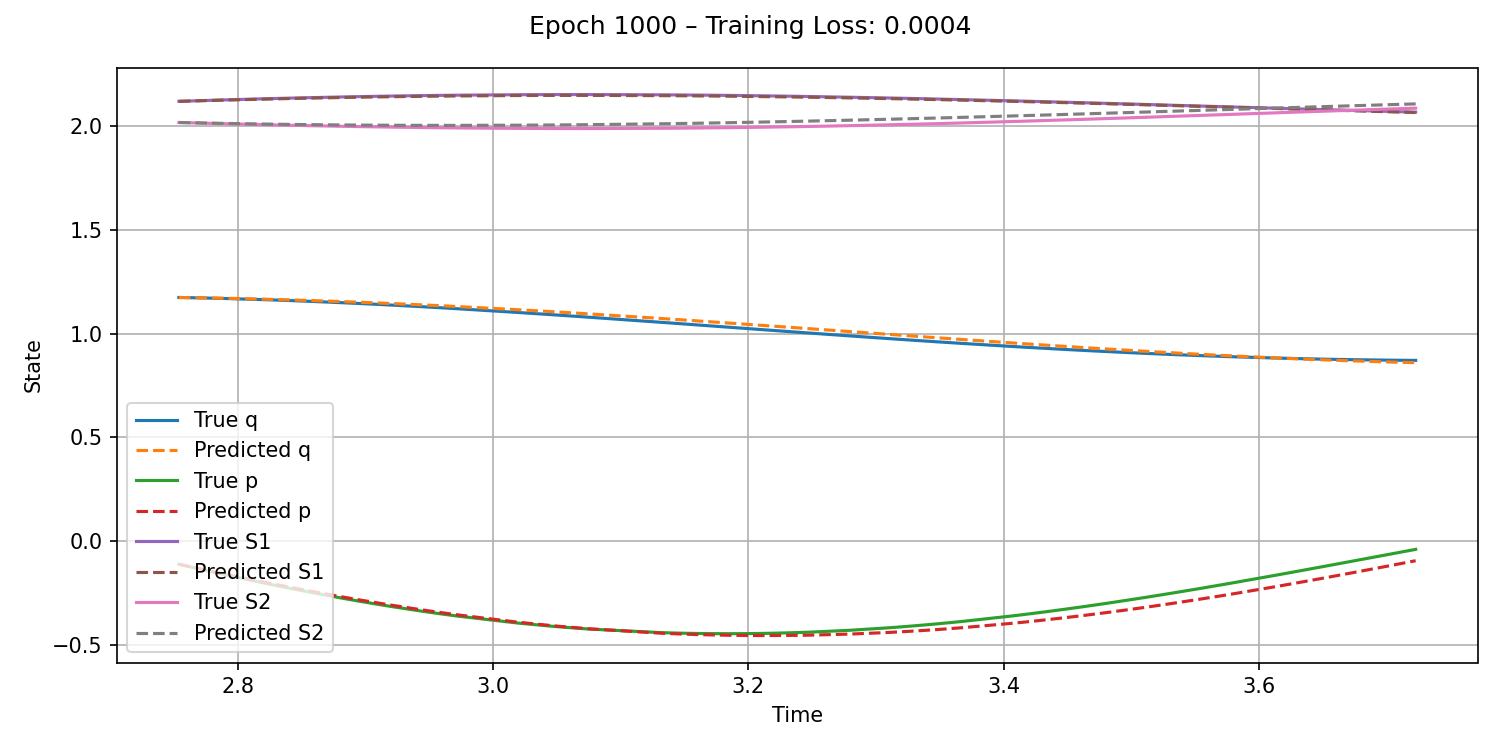 Epoch 1000 – Training Loss: 0.0004
State
2.0
1.5
1.0
0.5
0.0
−0.5
True q
Predicted q
True p
Predicted p
True S1
Predicted S1
True S2
Predicted S2
2.8 3.0 3.2 3.4 3.6
Time